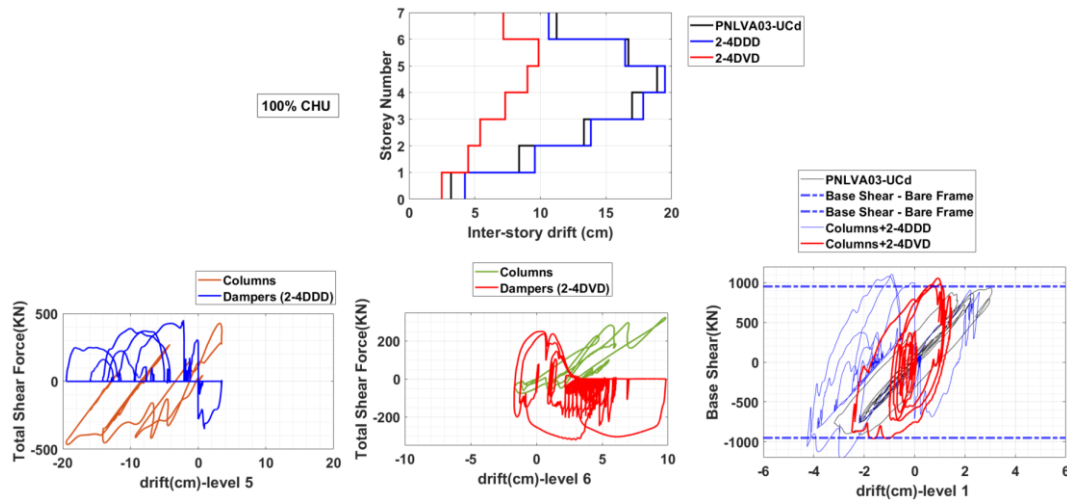 7
6
5
4
3
2
1
0
Storey Number
0 5 10 15 20
Inter-story drift (cm)
PNLVA03-UCd
2-4DDD
2-4DVD
100% CHU
Columns
Dampers (2-4DDD)
500
0
-500
Total Shear Force(KN)
-20 -10 0 10
drift(cm)-level 5
Columns
Dampers (2-4DVD)
200
0
-200
Total Shear Force(KN)
-10 -5 0 5 10
drift(cm)-level 6
PNLVA03-UCd
Base Shear - Bare Frame
Base Shear - Bare Frame
Columns+2-4DDD
Columns+2-4DVD
1000
500
0
-500
-1000
Base Shear(KN)
-6 -4 -2 0 2 4 6
drift(cm)-level 1